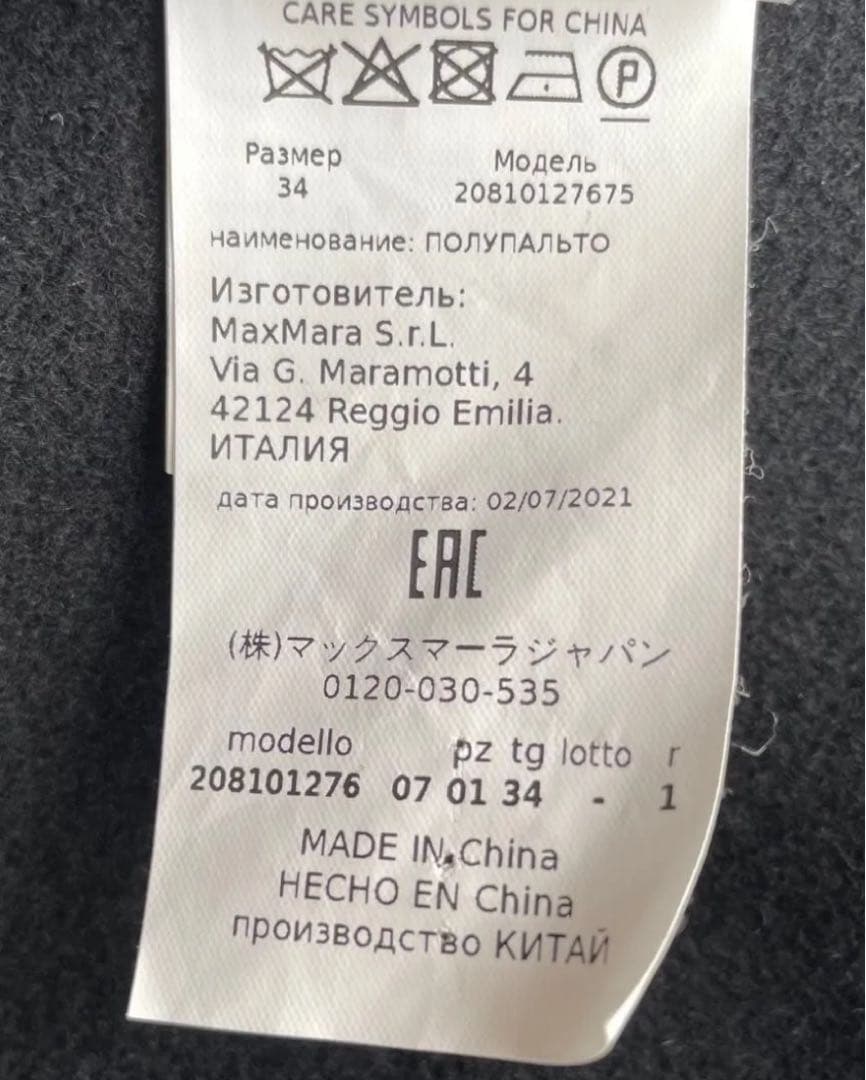 CARE SYMBOLS FOR CHINA
P
Размер
34
Модель
20810127675
наименование: ПОЛУПАЛЬТО
Изготовитель:
MaxMara S.r.L.
Via G. Maramotti, 4
42124 Reggio Emilia.
ИТАЛИЯ
дата производства: 02/07/2021
EAC
(株)マックスマーラジャパン
0120-030-535
modello pz tg lotto r
208101276 07 01 34 - 1
MADE IN China
HECHO EN China
производство КИТАЙ